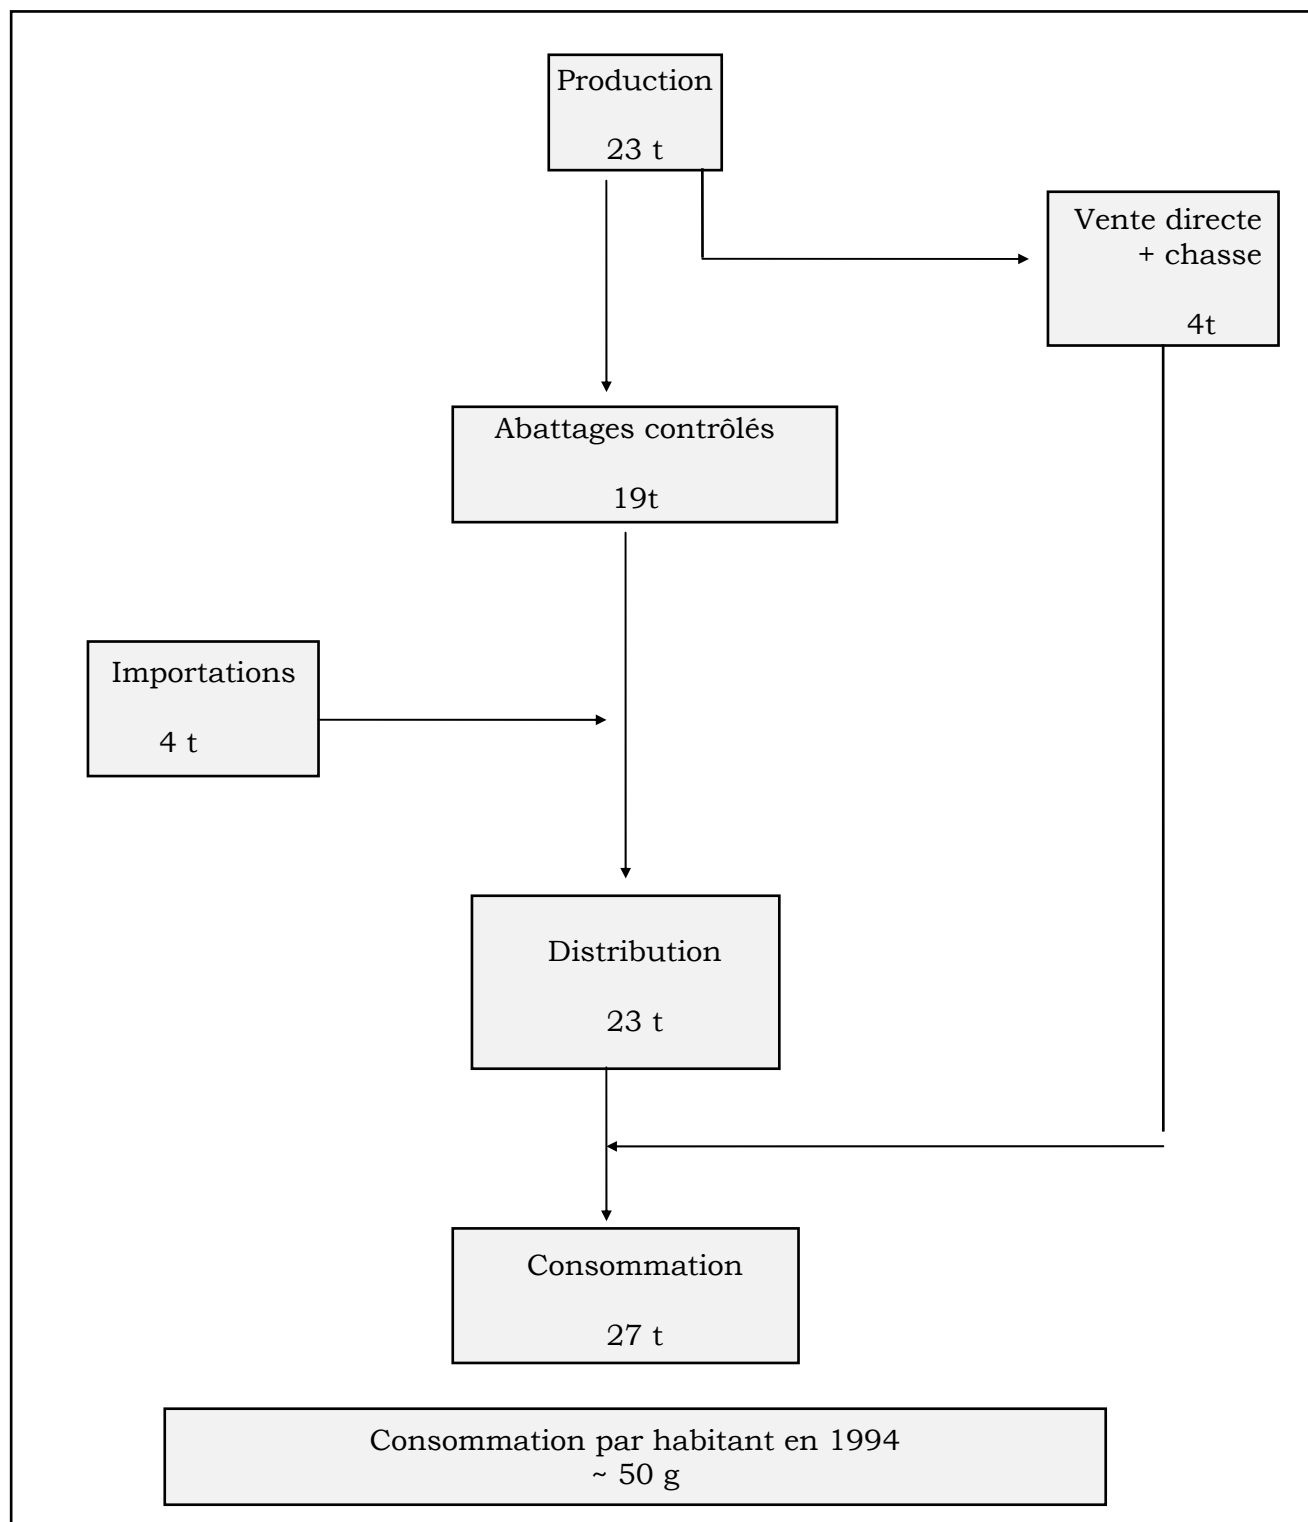 Production
23 t
Vente directe
+ chasse
4t
Abattages contrôlés
19t
Importations
4 t
Distribution
23 t
Consommation
27 t
Consommation par habitant en 1994
~ 50 g